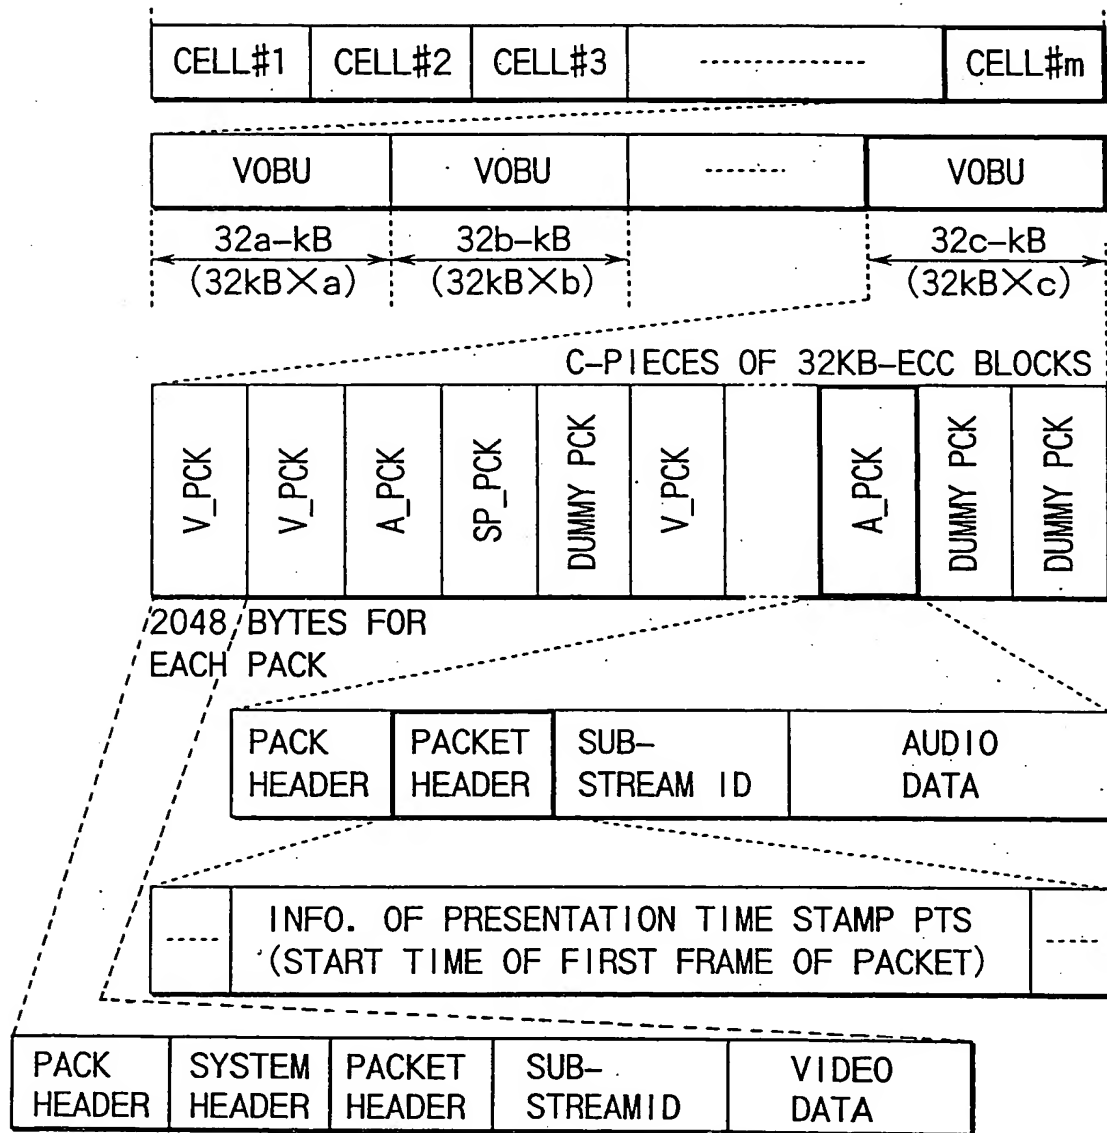 CELL#1 CELL#2 CELL#3 CELL#m
VOBU VOBU VOBU
32a-kB 32b-kB 32c-kB
(32kB×a) (32kB×b) (32kB×c)
C-PIECES OF 32KB-ECC BLOCKS
V_PCK V_PCK A_PCK SP_PCK DUMMY PCK V_PCK A_PCK DUMMY PCK DUMMY PCK
2048 BYTES FOR
EACH PACK
PACK PACKET SUB- AUDIO
HEADER HEADER STREAM ID DATA
INFO. OF PRESENTATION TIME STAMP PTS
(START TIME OF FIRST FRAME OF PACKET)
PACK SYSTEM PACKET SUB- VIDEO
HEADER HEADER HEADER STREAMID DATA